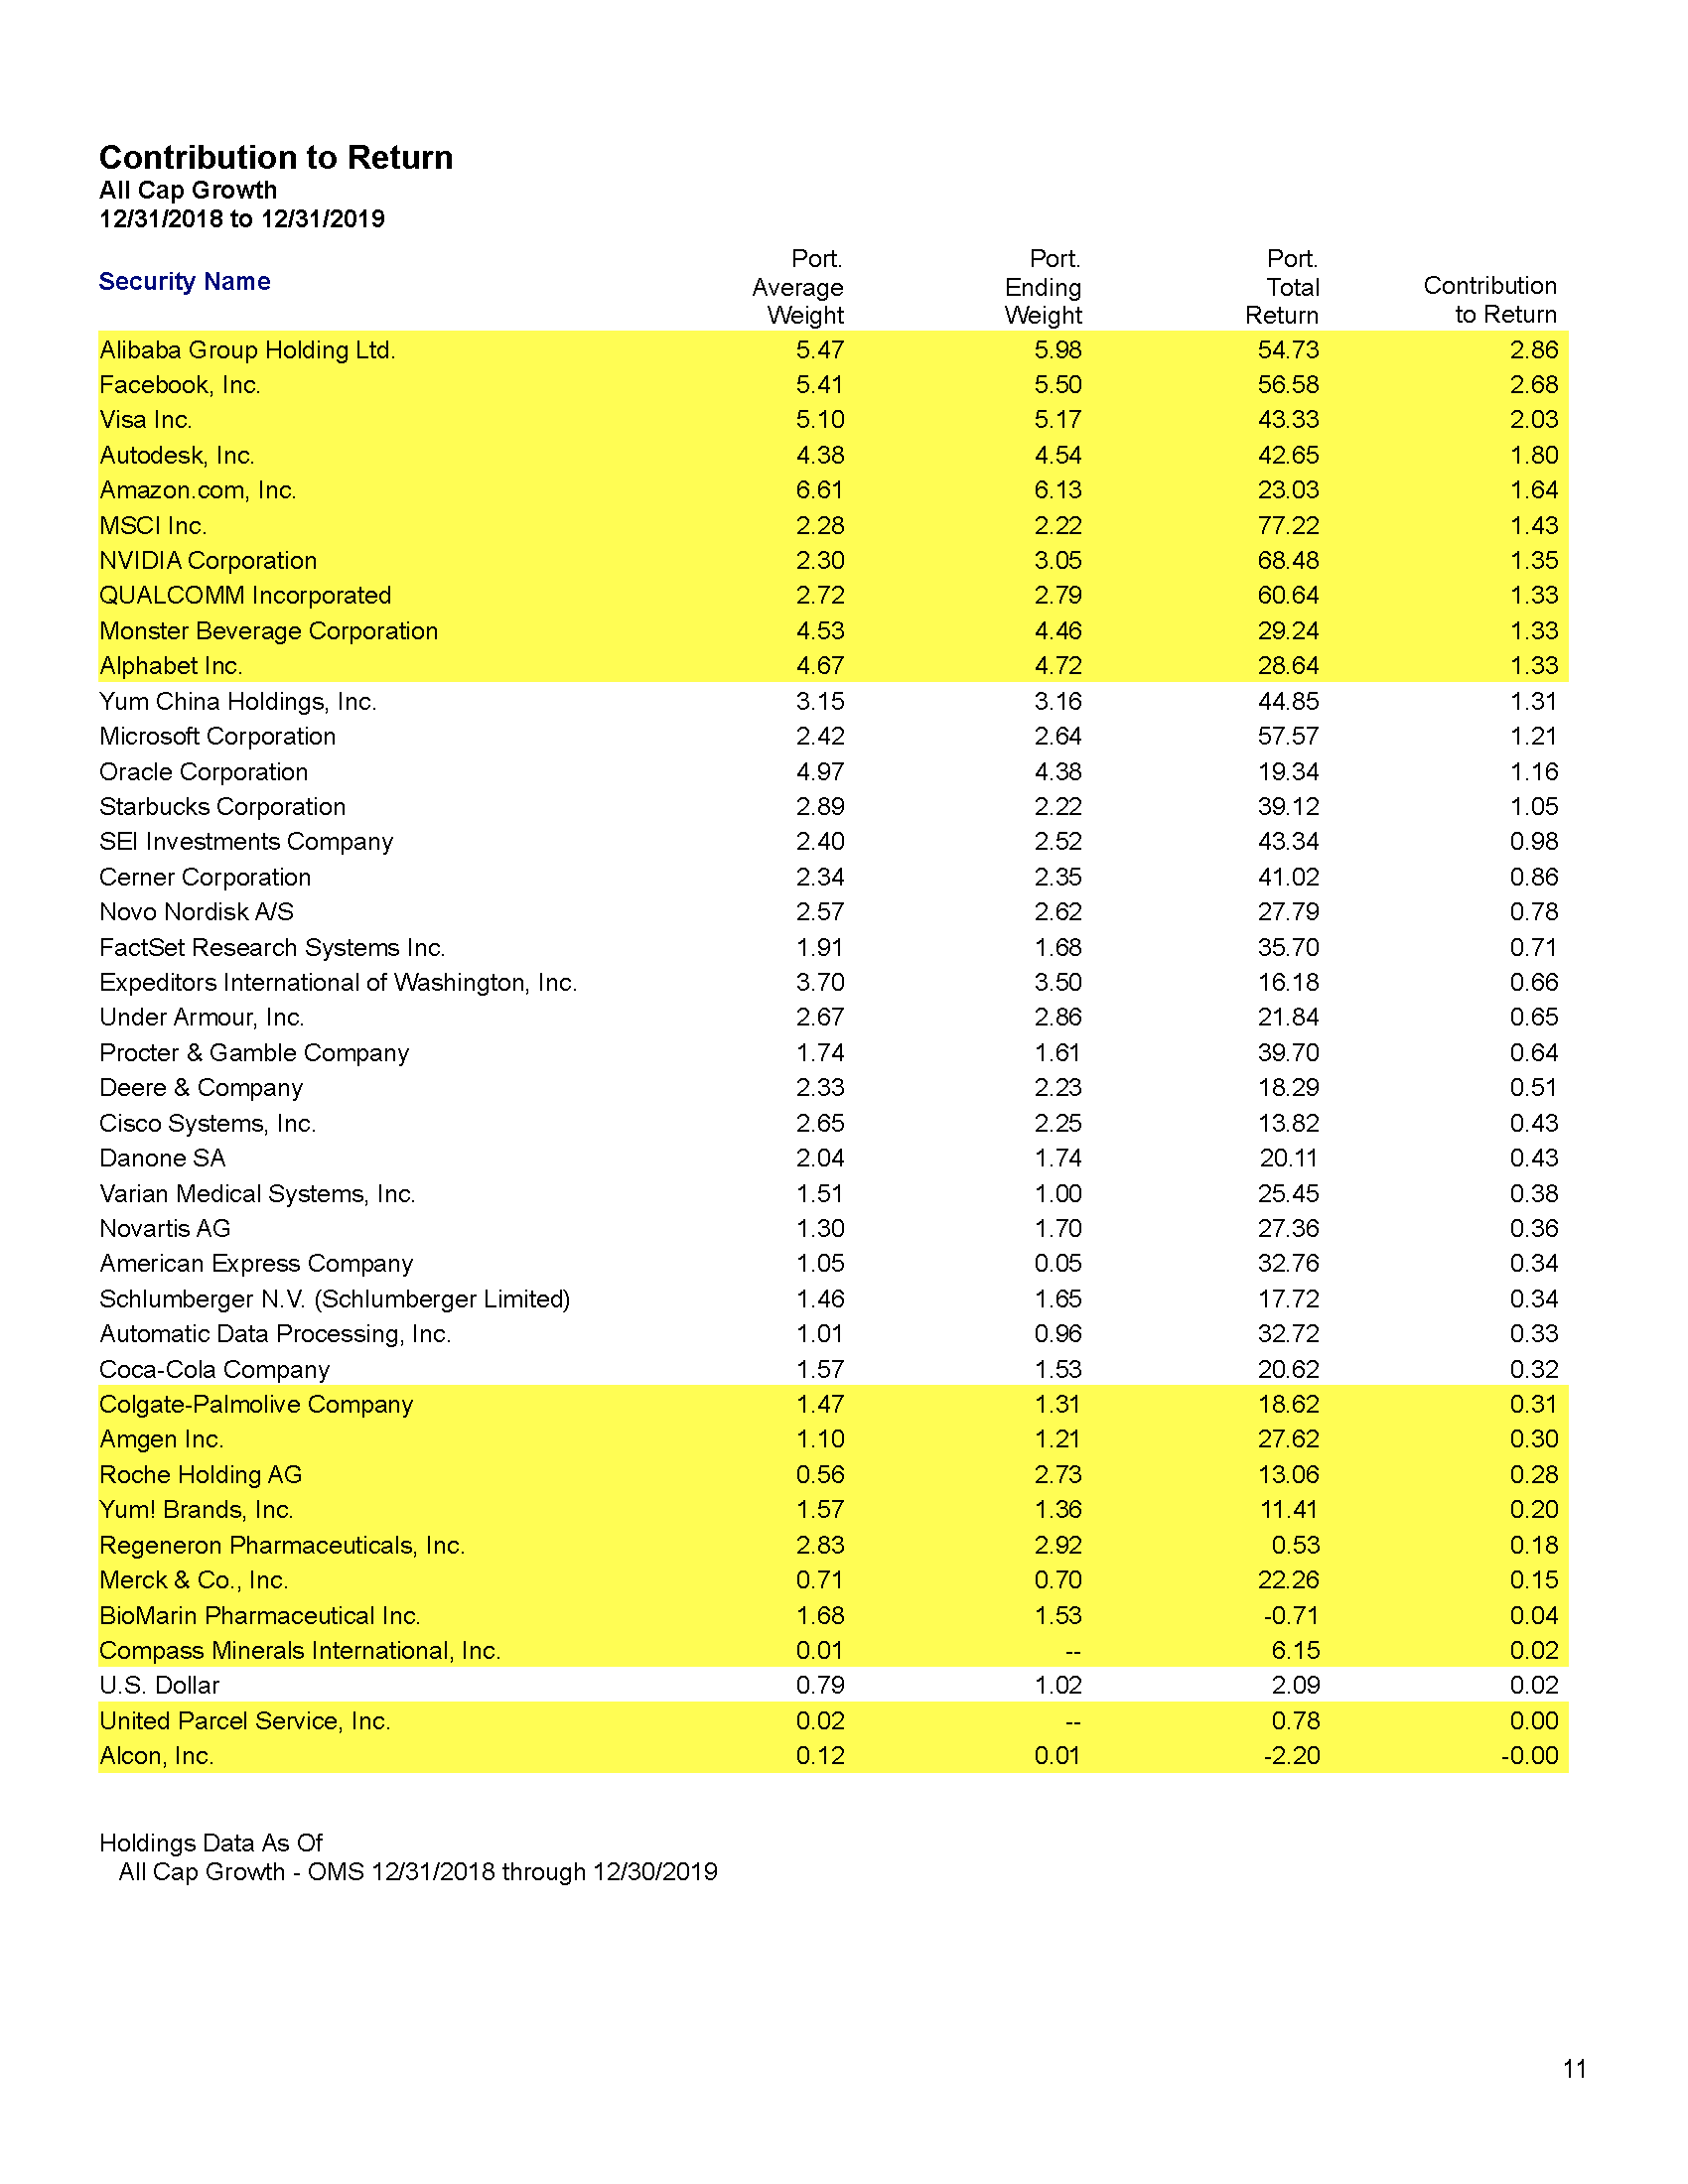 Contribution to Return
All Cap Growth
12/31/2018 to 12/31/2019
Security Name Port. Average Weight Port. Ending Weight Port. Total Return Contribution to Return
Alibaba Group Holding Ltd. 5.47 5.98 54.73 2.86
Facebook, Inc. 5.41 5.50 56.58 2.68
Visa Inc. 5.10 5.17 43.33 2.03
Autodesk, Inc. 4.38 4.54 42.65 1.80
Amazon.com, Inc. 6.61 6.13 23.03 1.64
MSCI Inc. 2.28 2.22 77.22 1.43
NVIDIA Corporation 2.30 3.05 68.48 1.35
QUALCOMM Incorporated 2.72 2.79 60.64 1.33
Monster Beverage Corporation 4.53 4.46 29.24 1.33
Alphabet Inc. 4.67 4.72 28.64 1.33
Yum China Holdings, Inc. 3.15 3.16 44.85 1.31
Microsoft Corporation 2.42 2.64 57.57 1.21
Oracle Corporation 4.97 4.38 19.34 1.16
Starbucks Corporation 2.89 2.22 39.12 1.05
SEI Investments Company 2.40 2.52 43.34 0.98
Cerner Corporation 2.34 2.35 41.02 0.86
Novo Nordisk A/S 2.57 2.62 27.79 0.78
FactSet Research Systems Inc. 1.91 1.68 35.70 0.71
Expeditors International of Washington, Inc. 3.70 3.50 16.18 0.66
Under Armour, Inc. 2.67 2.86 21.84 0.65
Procter & Gamble Company 1.74 1.61 39.70 0.64
Deere & Company 2.33 2.23 18.29 0.51
Cisco Systems, Inc. 2.65 2.25 13.82 0.43
Danone SA 2.04 1.74 20.11 0.43
Varian Medical Systems, Inc. 1.51 1.00 25.45 0.38
Novartis AG 1.30 1.70 27.36 0.36
American Express Company 1.05 0.05 32.76 0.34
Schlumberger N.V. (Schlumberger Limited) 1.46 1.65 17.72 0.34
Automatic Data Processing, Inc. 1.01 0.96 32.72 0.33
Coca-Cola Company 1.57 1.53 20.62 0.32
Colgate-Palmolive Company 1.47 1.31 18.62 0.31
Amgen Inc. 1.10 1.21 27.62 0.30
Roche Holding AG 0.56 2.73 13.06 0.28
Yum! Brands, Inc. 1.57 1.36 11.41 0.20
Regeneron Pharmaceuticals, Inc. 2.83 2.92 0.53 0.18
Merck & Co., Inc. 0.71 0.70 22.26 0.15
BioMarin Pharmaceutical Inc. 1.68 1.53 -0.71 0.04
Compass Minerals International, Inc. 0.01 -- 6.15 0.02
U.S. Dollar 0.79 1.02 2.09 0.02
United Parcel Service, Inc. 0.02 -- 0.78 0.00
Alcon, Inc. 0.12 0.01 -2.20 -0.00
Holdings Data As Of
All Cap Growth - OMS 12/31/2018 through 12/30/2019
11